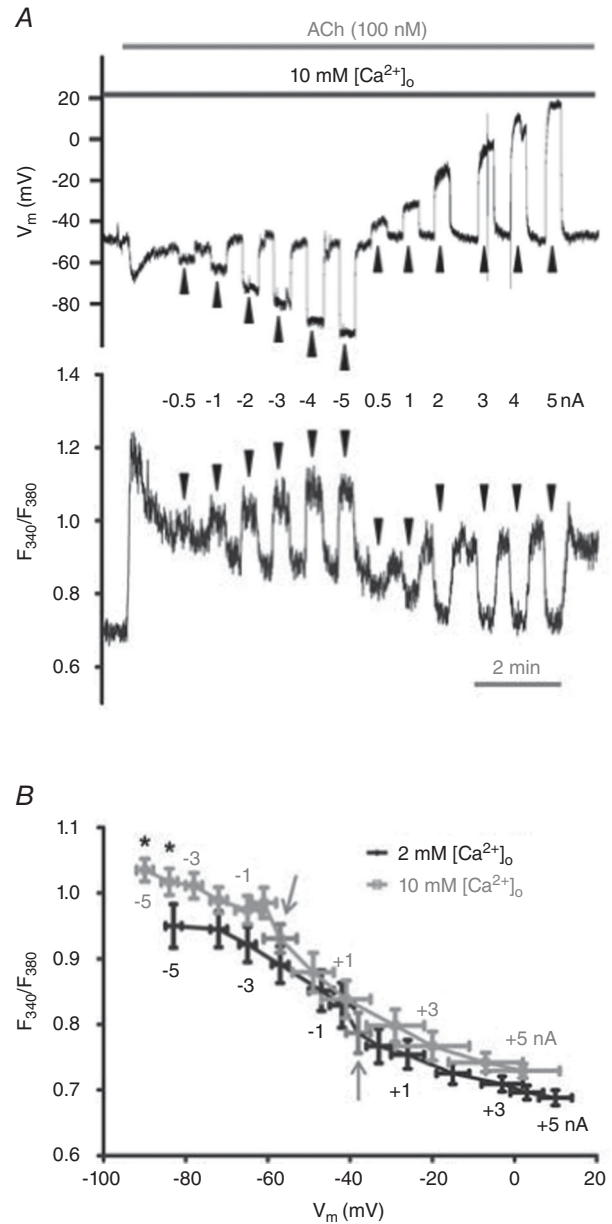 A
ACh (100 nM)
10 mM [Ca2+]o
20
0
-20
-40
-60
-80
Vm (mV)
-0.5 -1 -2 -3 -4 -5 0.5 1 2 3 4 5 nA
1.4
1.2
1.0
0.8
0.6
F340/F380
2 min
B
1.1
1.0
0.9
0.8
0.7
0.6
F340/F380
* *
-5
-3
-1
+1
+3
+5 nA
2 mM [Ca2+]o
10 mM [Ca2+]o
-5
-3
-1
+1
+3
+5 nA
-100 -80 -60 -40 -20 0 20
Vm (mV)